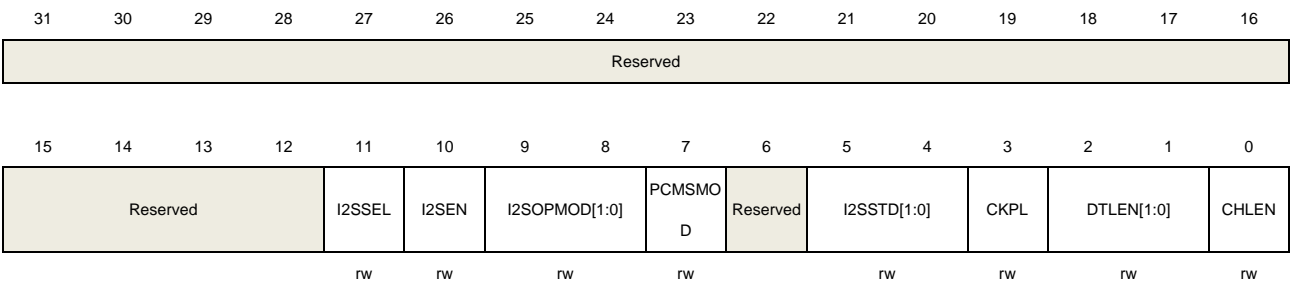 31 30 29 28 27 26 25 24 23 22 21 20 19 18 17 16
Reserved
15 14 13 12 11 10 9 8 7 6 5 4 3 2 1 0
Reserved I2SSEL I2SEN I2SOPMOD[1:0] PCMSMO
D Reserved I2SSTD[1:0] CKPL DTLEN[1:0] CHLEN
rw rw rw rw rw rw rw rw